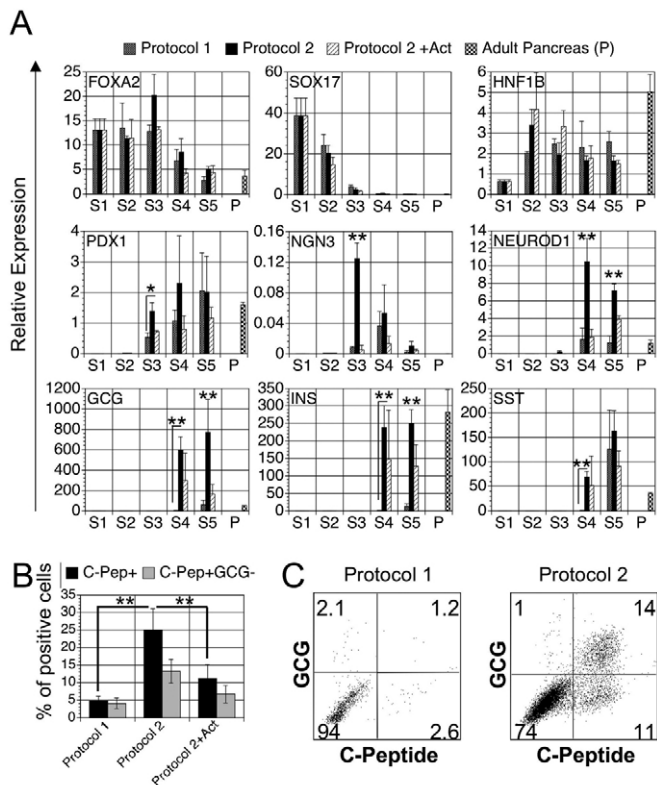 A
Protocol 1 Protocol 2 Protocol 2 +Act Adult Pancreas (P)
Relative Expression
FOXA2
25
20
15
10
5
0
S1 S2 S3 S4 S5 P
SOX17
60
40
20
0
S1 S2 S3 S4 S5 P
HNF1B
6
5
4
3
2
1
0
S1 S2 S3 S4 S5 P
PDX1
4
3
2
1
0
*
S1 S2 S3 S4 S5 P
NGN3
0.16
0.12
0.08
0.04
0
**
S1 S2 S3 S4 S5 P
NEUROD1
14
12
10
8
6
4
2
0
** **
S1 S2 S3 S4 S5 P
GCG
1200
1000
800
600
400
200
0
** **
S1 S2 S3 S4 S5 P
INS
350
300
250
200
150
100
50
0
** **
S1 S2 S3 S4 S5 P
SST
250
200
150
100
50
0
**
S1 S2 S3 S4 S5 P
B
C-Pep+ C-Pep+GCG-
% of positive cells
35
30
25
20
15
10
5
0
** **
Protocol 1
Protocol 2
Protocol 2+Act
C
Protocol 1
GCG
2.1 1.2
94 2.6
C-Peptide
Protocol 2
GCG
1 14
74 11
C-Peptide